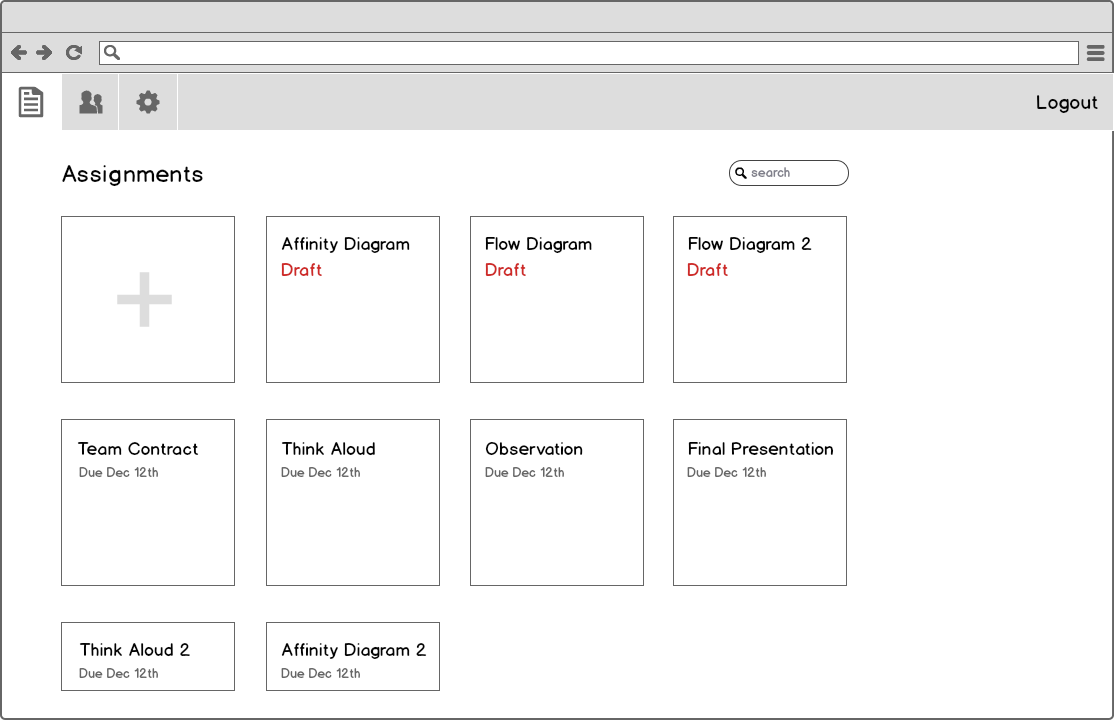 Logout
Assignments
search
Affinity Diagram
Draft
Flow Diagram
Draft
Flow Diagram 2
Draft
Team Contract
Due Dec 12th
Think Aloud
Due Dec 12th
Observation
Due Dec 12th
Final Presentation
Due Dec 12th
Think Aloud 2
Due Dec 12th
Affinity Diagram 2
Due Dec 12th